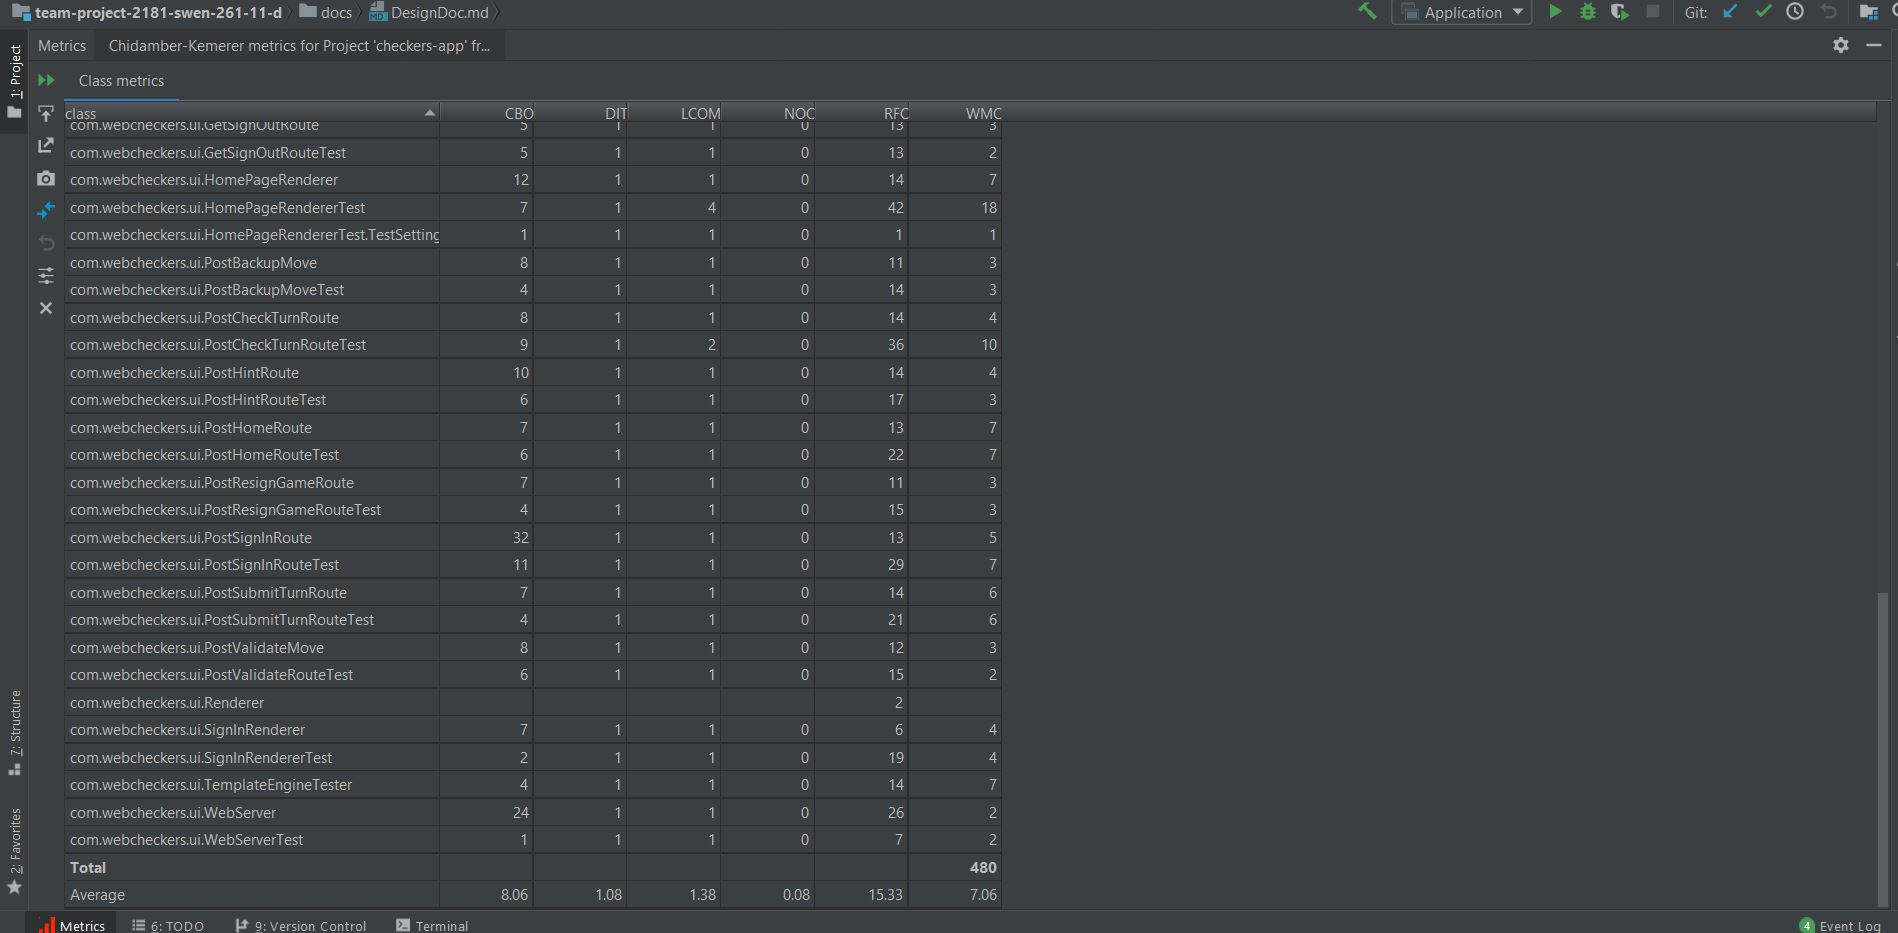 team-project-2181-swen-261-11-d docs DesignDoc.md Application Git:
Metrics Chidamber-Kemerer metrics for Project 'checkers-app' fr...
1: Project
Class metrics
class CBO DIT LCOM NOC RFC WMC
com.webcheckers.ui.GetSignOutRoute 5 1 1 0 13 3
com.webcheckers.ui.GetSignOutRouteTest 5 1 1 0 13 2
com.webcheckers.ui.HomePageRenderer 12 1 1 0 14 7
com.webcheckers.ui.HomePageRendererTest 7 1 4 0 42 18
com.webcheckers.ui.HomePageRendererTest.TestSetting 1 1 1 0 1 1
com.webcheckers.ui.PostBackupMove 8 1 1 0 11 3
com.webcheckers.ui.PostBackupMoveTest 4 1 1 0 14 3
com.webcheckers.ui.PostCheckTurnRoute 8 1 1 0 14 4
com.webcheckers.ui.PostCheckTurnRouteTest 9 1 2 0 36 10
com.webcheckers.ui.PostHintRoute 10 1 1 0 14 4
com.webcheckers.ui.PostHintRouteTest 6 1 1 0 17 3
com.webcheckers.ui.PostHomeRoute 7 1 1 0 13 7
com.webcheckers.ui.PostHomeRouteTest 6 1 1 0 22 7
com.webcheckers.ui.PostResignGameRoute 7 1 1 0 11 3
com.webcheckers.ui.PostResignGameRouteTest 4 1 1 0 15 3
com.webcheckers.ui.PostSignInRoute 32 1 1 0 13 5
com.webcheckers.ui.PostSignInRouteTest 11 1 1 0 29 7
com.webcheckers.ui.PostSubmitTurnRoute 7 1 1 0 14 6
com.webcheckers.ui.PostSubmitTurnRouteTest 4 1 1 0 21 6
com.webcheckers.ui.PostValidateMove 8 1 1 0 12 3
com.webcheckers.ui.PostValidateRouteTest 6 1 1 0 15 2
com.webcheckers.ui.Renderer 2
com.webcheckers.ui.SignInRenderer 7 1 1 0 6 4
com.webcheckers.ui.SignInRendererTest 2 1 1 0 19 4
com.webcheckers.ui.TemplateEngineTester 4 1 1 0 14 7
com.webcheckers.ui.WebServer 24 1 1 0 26 2
com.webcheckers.ui.WebServerTest 1 1 1 0 7 2
Total 480
Average 8.06 1.08 1.38 0.08 15.33 7.06
7: Structure
2: Favorites
Metrics 6: TODO 9: Version Control Terminal 4 Event Log